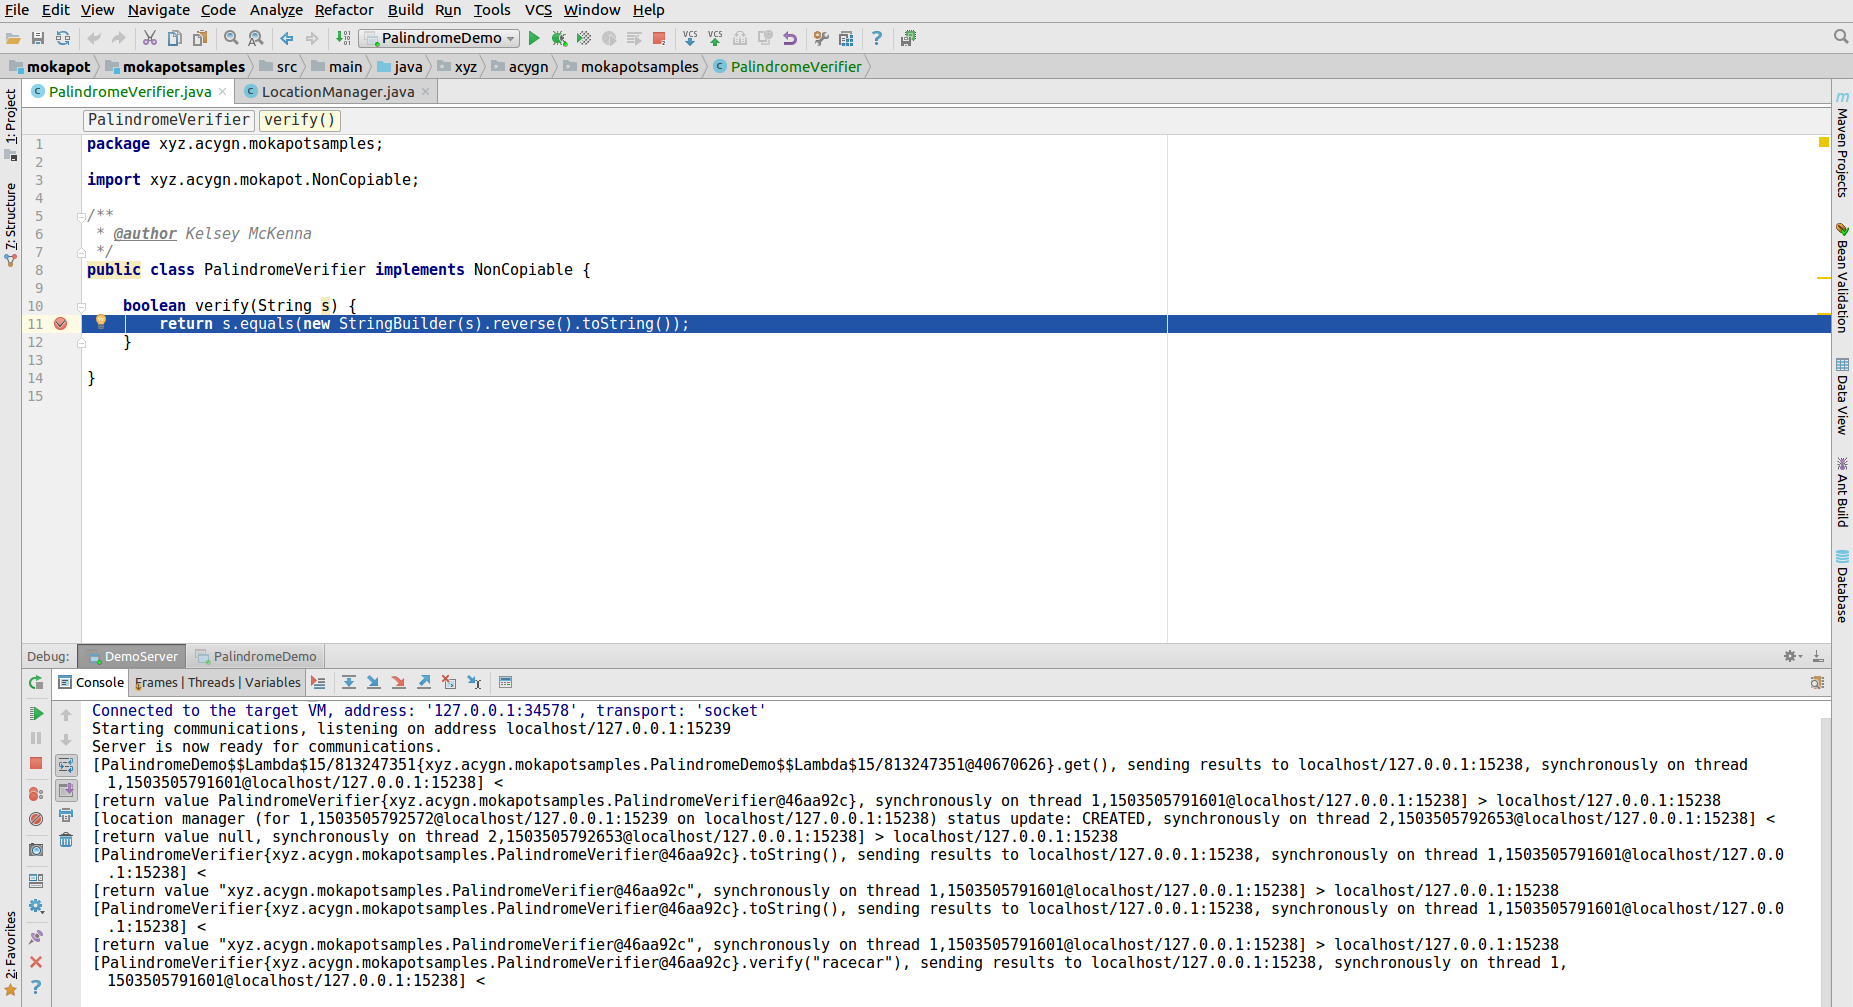 File Edit View Navigate Code Analyze Refactor Build Run Tools VCS Window Help
PalindromeDemo VCS VCS
mokapot mokapotsamples src main java xyz acygn mokapotsamples PalindromeVerifier
PalindromeVerifier.java LocationManager.java
PalindromeVerifier verify()
1 package xyz.acygn.mokapotsamples;
2
3 import xyz.acygn.mokapot.NonCopiable;
4
5 /**
6 * @author Kelsey McKenna
7 */
8 public class PalindromeVerifier implements NonCopiable {
9
10 boolean verify(String s) {
11 return s.equals(new StringBuilder(s).reverse().toString());
12 }
13
14 }
15
1: Project
7: Structure
2: Favorites
Maven Projects
Bean Validation
Data View
Ant Build
Database
Debug: DemoServer PalindromeDemo
Console Frames | Threads | Variables
Connected to the target VM, address: '127.0.0.1:34578', transport: 'socket'
Starting communications, listening on address localhost/127.0.0.1:15239
Server is now ready for communications.
[PalindromeDemo$$Lambda$15/813247351{xyz.acygn.mokapotsamples.PalindromeDemo$$Lambda$15/813247351@40670626}.get(), sending results to localhost/127.0.0.1:15238, synchronously on thread
1,1503505791601@localhost/127.0.0.1:15238] <
[return value PalindromeVerifier{xyz.acygn.mokapotsamples.PalindromeVerifier@46aa92c}, synchronously on thread 1,1503505791601@localhost/127.0.0.1:15238] > localhost/127.0.0.1:15238
[location manager (for 1,1503505792572@localhost/127.0.0.1:15239 on localhost/127.0.0.1:15238) status update: CREATED, synchronously on thread 2,1503505792653@localhost/127.0.0.1:15238] <
[return value null, synchronously on thread 2,1503505792653@localhost/127.0.0.1:15238] > localhost/127.0.0.1:15238
[PalindromeVerifier{xyz.acygn.mokapotsamples.PalindromeVerifier@46aa92c}.toString(), sending results to localhost/127.0.0.1:15238, synchronously on thread 1,1503505791601@localhost/127.0.0
.1:15238] <
[return value "xyz.acygn.mokapotsamples.PalindromeVerifier@46aa92c", synchronously on thread 1,1503505791601@localhost/127.0.0.1:15238] > localhost/127.0.0.1:15238
[PalindromeVerifier{xyz.acygn.mokapotsamples.PalindromeVerifier@46aa92c}.toString(), sending results to localhost/127.0.0.1:15238, synchronously on thread 1,1503505791601@localhost/127.0.0
.1:15238] <
[return value "xyz.acygn.mokapotsamples.PalindromeVerifier@46aa92c", synchronously on thread 1,1503505791601@localhost/127.0.0.1:15238] > localhost/127.0.0.1:15238
[PalindromeVerifier{xyz.acygn.mokapotsamples.PalindromeVerifier@46aa92c}.verify("racecar"), sending results to localhost/127.0.0.1:15238, synchronously on thread 1,
1503505791601@localhost/127.0.0.1:15238] <